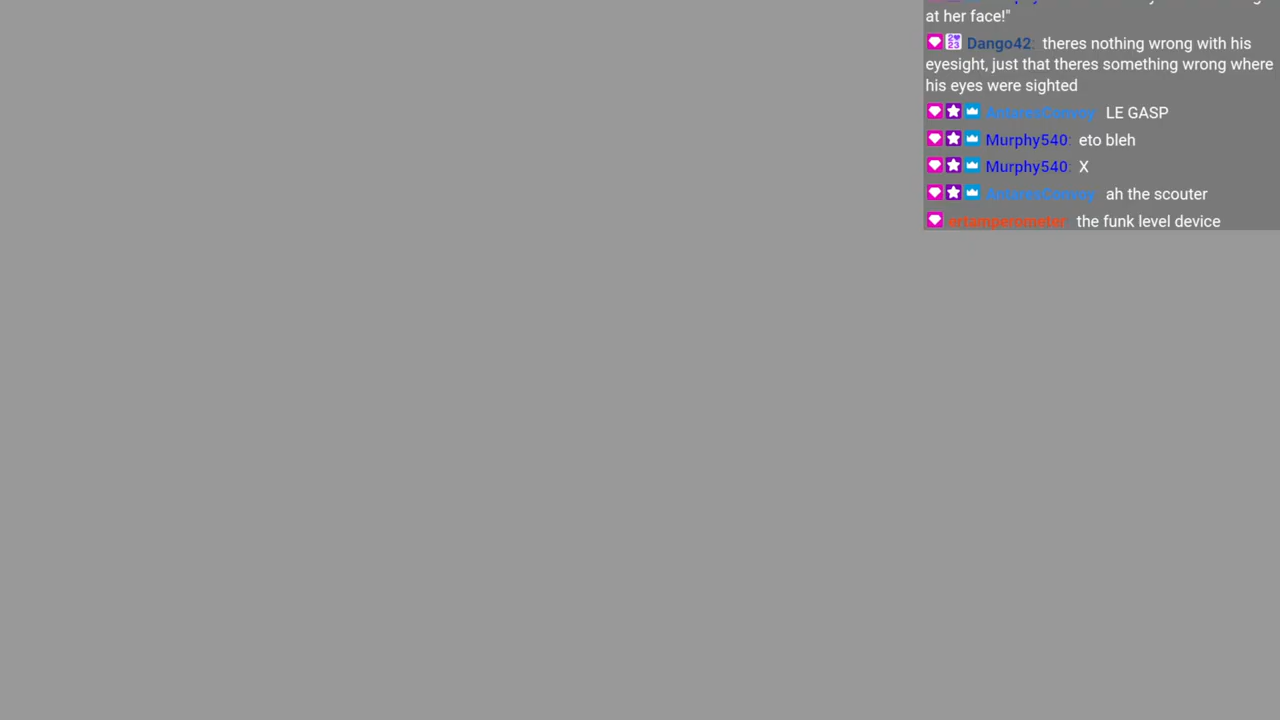 at her face!"
Dango42: theres nothing wrong with his
eyesight, just that theres something wrong where
his eyes were sighted
LE GASP
Murphy540: eto bleh
Murphy540: X
ah the scouter
artamperometer: the funk level device